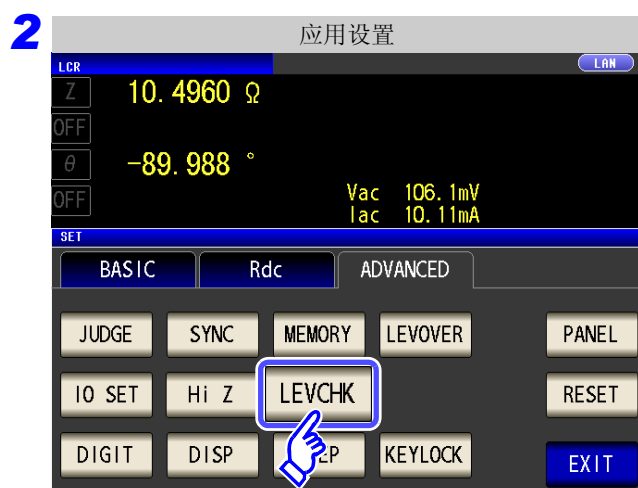 2
应用设置
LCR
LAN
Z 10.4960 Ω
OFF
θ -89.988 °
OFF
Vac 106.1mV
Iac 10.11mA
SET
BASIC Rdc ADVANCED
JUDGE SYNC MEMORY LEVOVER PANEL
IO SET Hi Z LEVCHK RESET
DIGIT DISP KEYLOCK EXIT